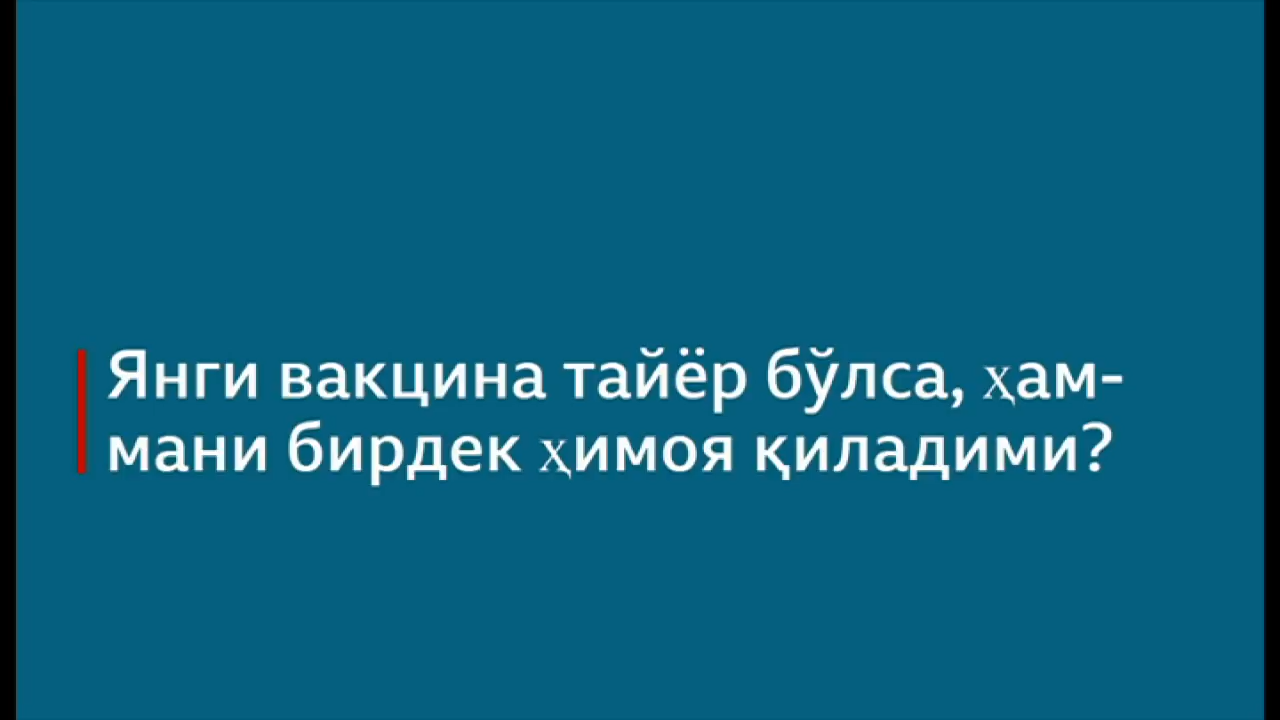 Янги вакцина тайёр бўлса, ҳам-
мани бирдек ҳимоя қиладими?